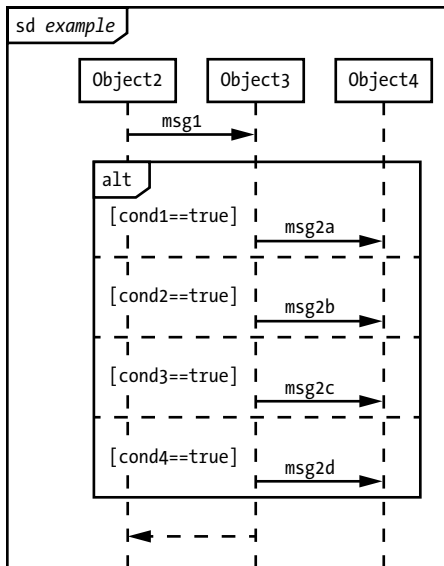 sd example
Object2 Object3 Object4
msg1
alt
[cond1==true]
msg2a
[cond2==true]
msg2b
[cond3==true]
msg2c
[cond4==true]
msg2d